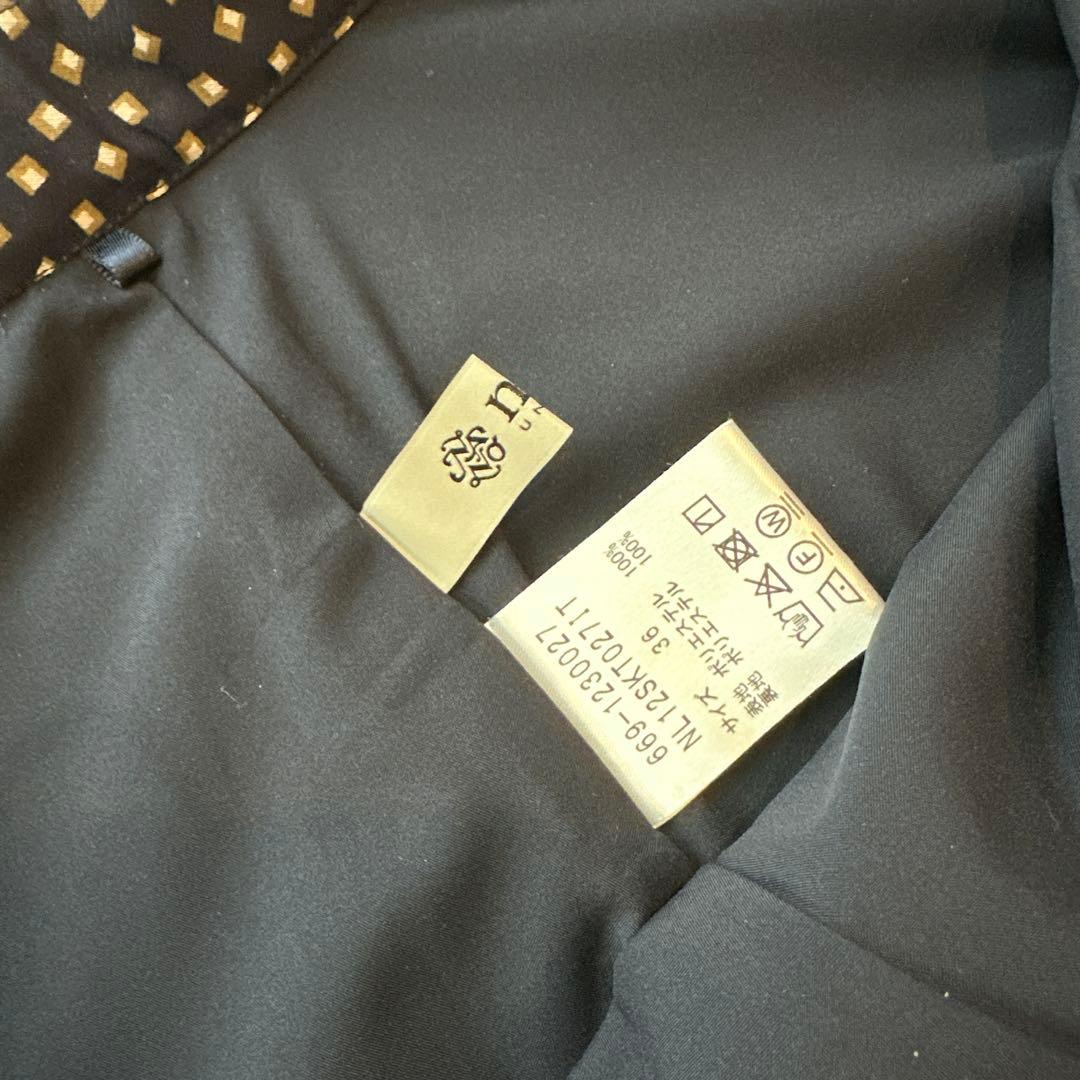 n
669-1230027
NL12SKT027IT
サイズ 36
表地 ポリエステル 100%
裏地 ポリエステル 100%
F
W